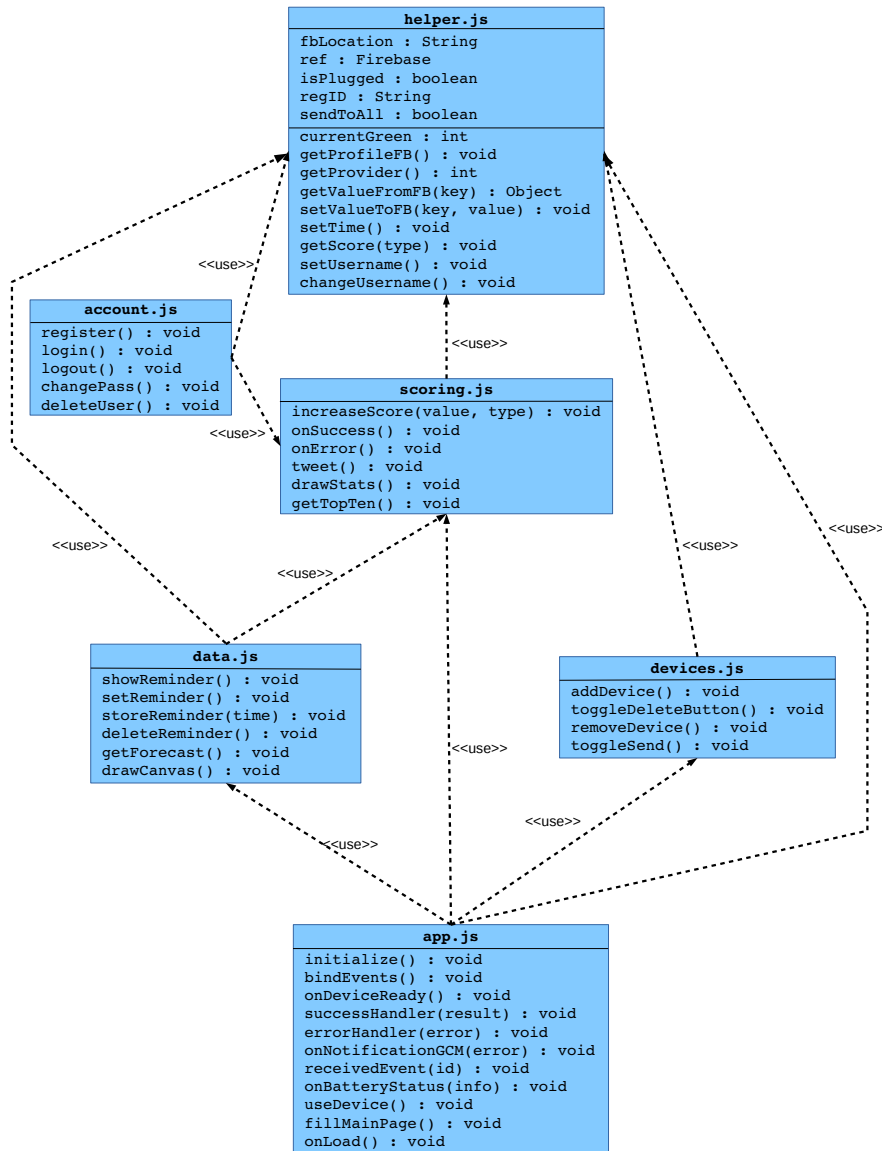 helper.js
fbLocation : String
ref : Firebase
isPlugged : boolean
regID : String
sendToAll : boolean
currentGreen : int
getProfileFB() : void
getProvider() : int
getValueFromFB(key) : Object
setValueToFB(key, value) : void
setTime() : void
getScore(type) : void
setUsername() : void
changeUsername() : void
<<use>>
account.js
register() : void
login() : void
logout() : void
changePass() : void
deleteUser() : void
<<use>>
<<use>>
scoring.js
increaseScore(value, type) : void
onSuccess() : void
onError() : void
tweet() : void
drawStats() : void
getTopTen() : void
<<use>>
<<use>>
<<use>>
<<use>>
data.js
showReminder() : void
setReminder() : void
storeReminder(time) : void
deleteReminder() : void
getForecast() : void
drawCanvas() : void
devices.js
addDevice() : void
toggleDeleteButton() : void
removeDevice() : void
toggleSend() : void
<<use>>
<<use>>
<<use>>
app.js
initialize() : void
bindEvents() : void
onDeviceReady() : void
successHandler(result) : void
errorHandler(error) : void
onNotificationGCM(error) : void
receivedEvent(id) : void
onBatteryStatus(info) : void
useDevice() : void
fillMainPage() : void
onLoad() : void